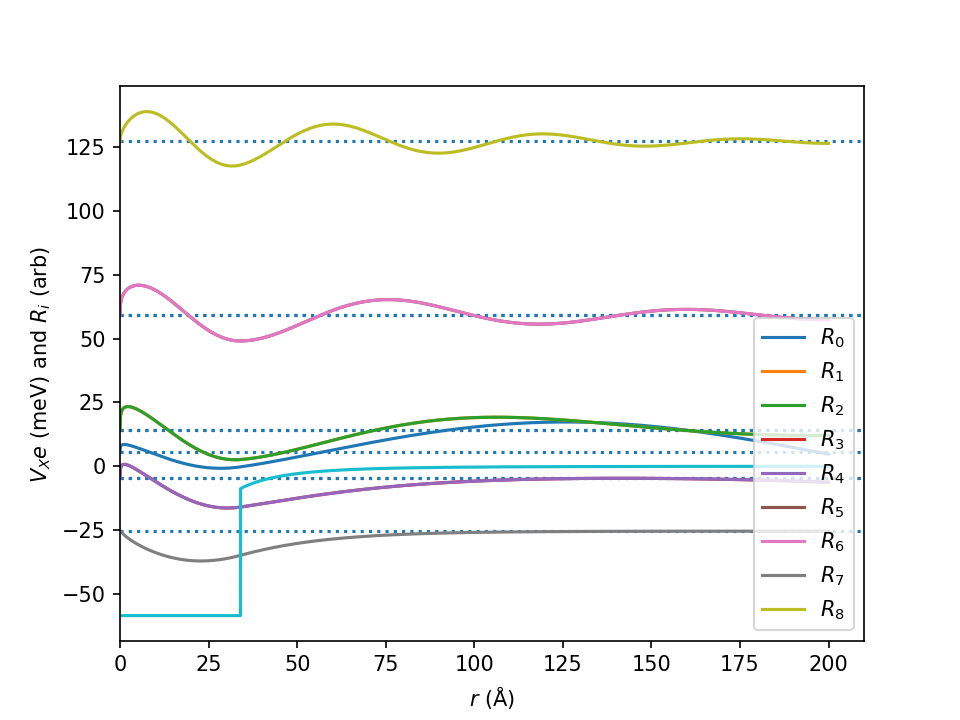 125
100
75
50
25
0
−25
−50
V_Xe (meV) and R_i (arb)
0 25 50 75 100 125 150 175 200
r (Å)
R_0
R_1
R_2
R_3
R_4
R_5
R_6
R_7
R_8